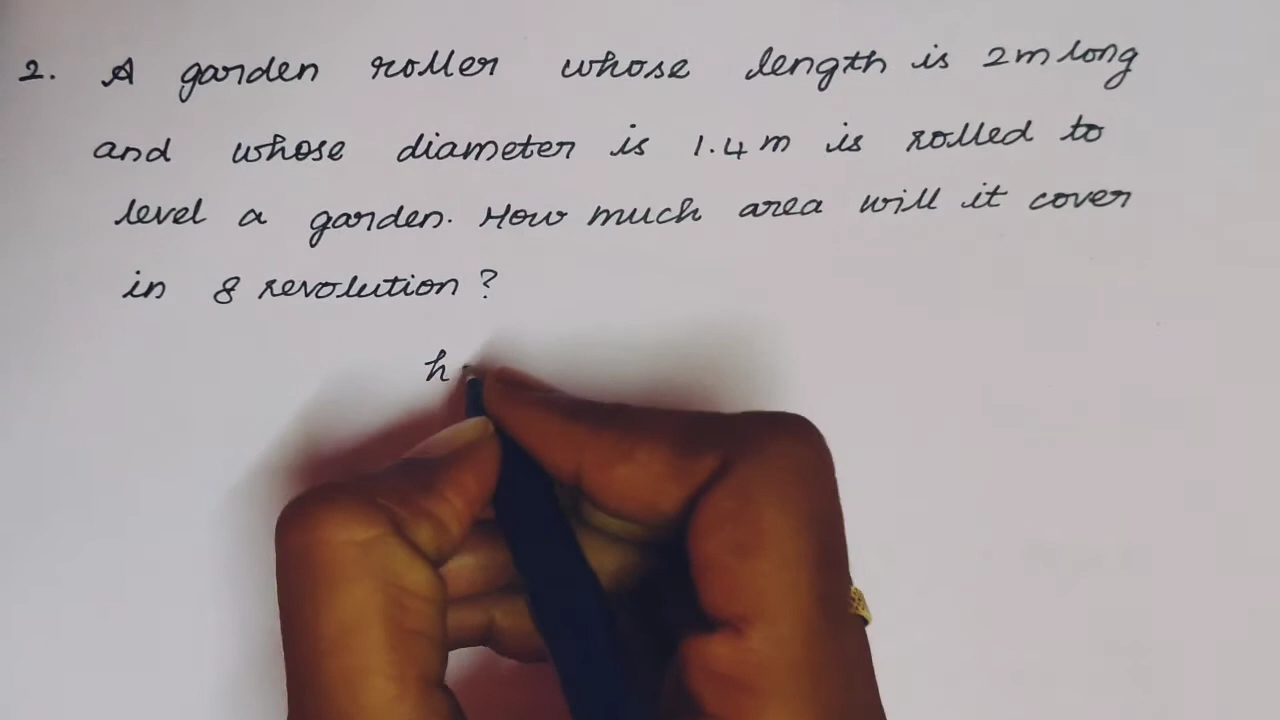 2. A garden roller whose length is 2m long
and whose diameter is 1.4 m is rolled to
level a garden. How much area will it cover
in 8 revolution ?
h